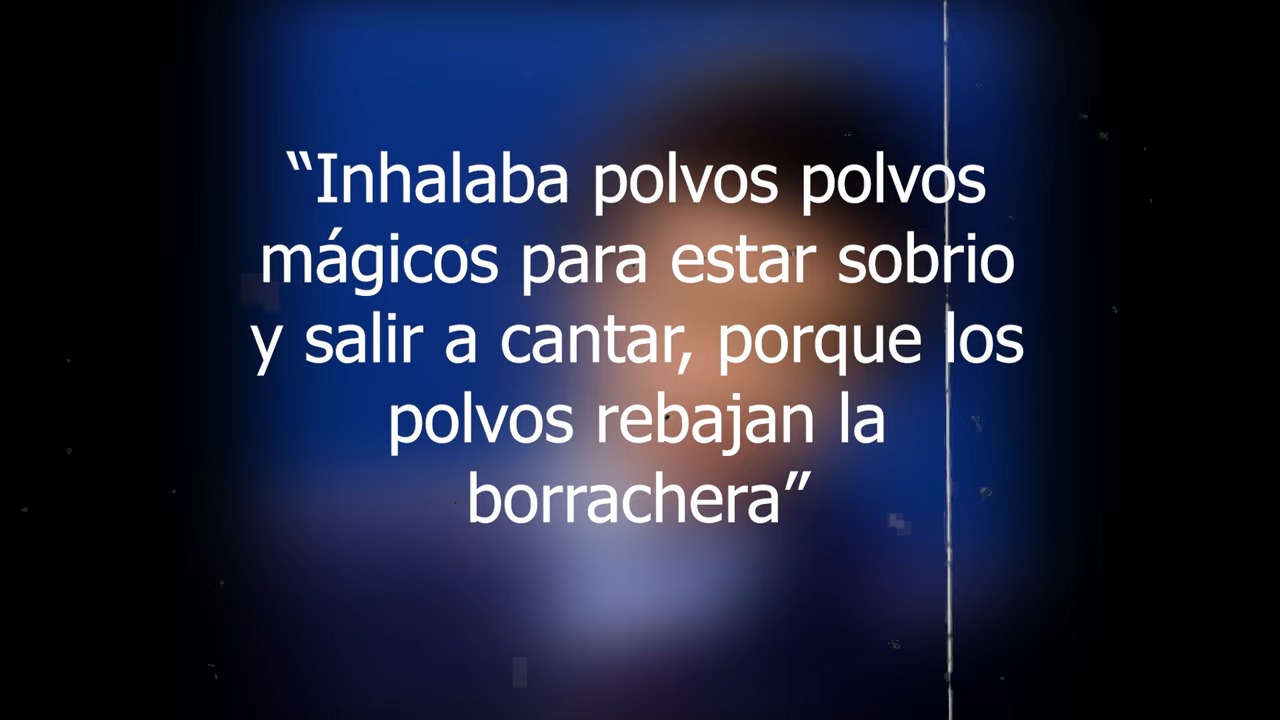 “Inhalaba polvos polvos
mágicos para estar sobrio
y salir a cantar, porque los
polvos rebajan la
borrachera”